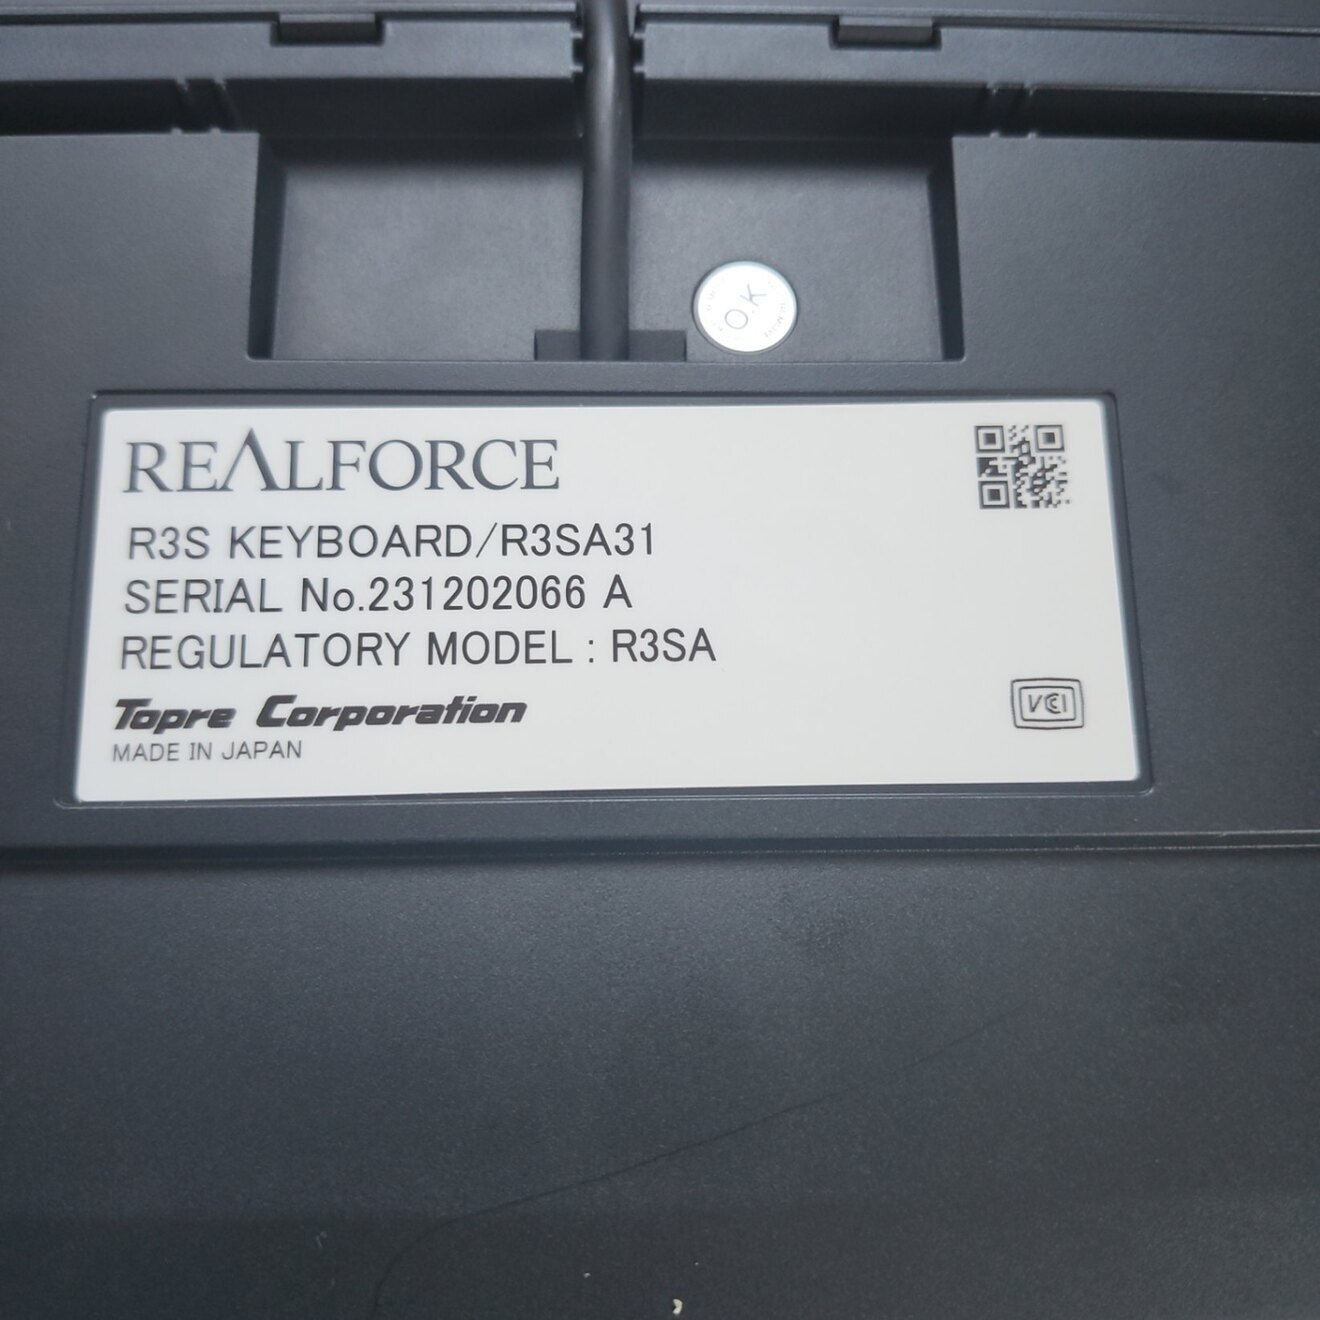 O.K
REALFORCE
R3S KEYBOARD/R3SA31
SERIAL No.231202066 A
REGULATORY MODEL : R3SA
Topre Corporation
MADE IN JAPAN
VCI